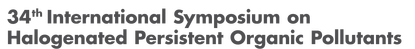 34th International Symposium on
Halogenated Persistent Organic Pollutants